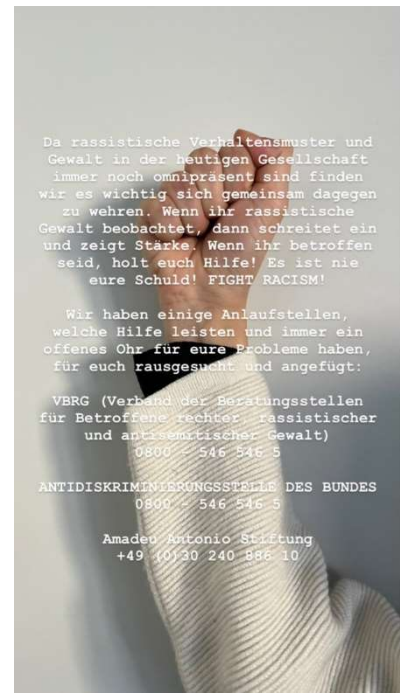 Da rassistische Verhaltensmuster und
Gewalt in der heutigen Gesellschaft
immer noch omnipräsent sind finden
wir es wichtig sich gemeinsam dagegen
zu wehren. Wenn ihr rassistische
Gewalt beobachtet, dann schreitet ein
und zeigt Stärke. Wenn ihr betroffen
seid, holt euch Hilfe! Es ist nie
eure Schuld! FIGHT RACISM!
Wir haben einige Anlaufstellen,
welche Hilfe leisten und immer ein
offenes Ohr für eure Probleme haben,
für euch rausgesucht und angefügt:
VBRG (Verband der Beratungsstellen
für Betroffene rechter, rassistischer
und antisemitischer Gewalt)
0800 - 546 546 5
ANTIDISKRIMINIERUNGSSTELLE DES BUNDES
0800 - 546 546 5
Amadeu Antonio Stiftung
+49 (0)30 240 886 10